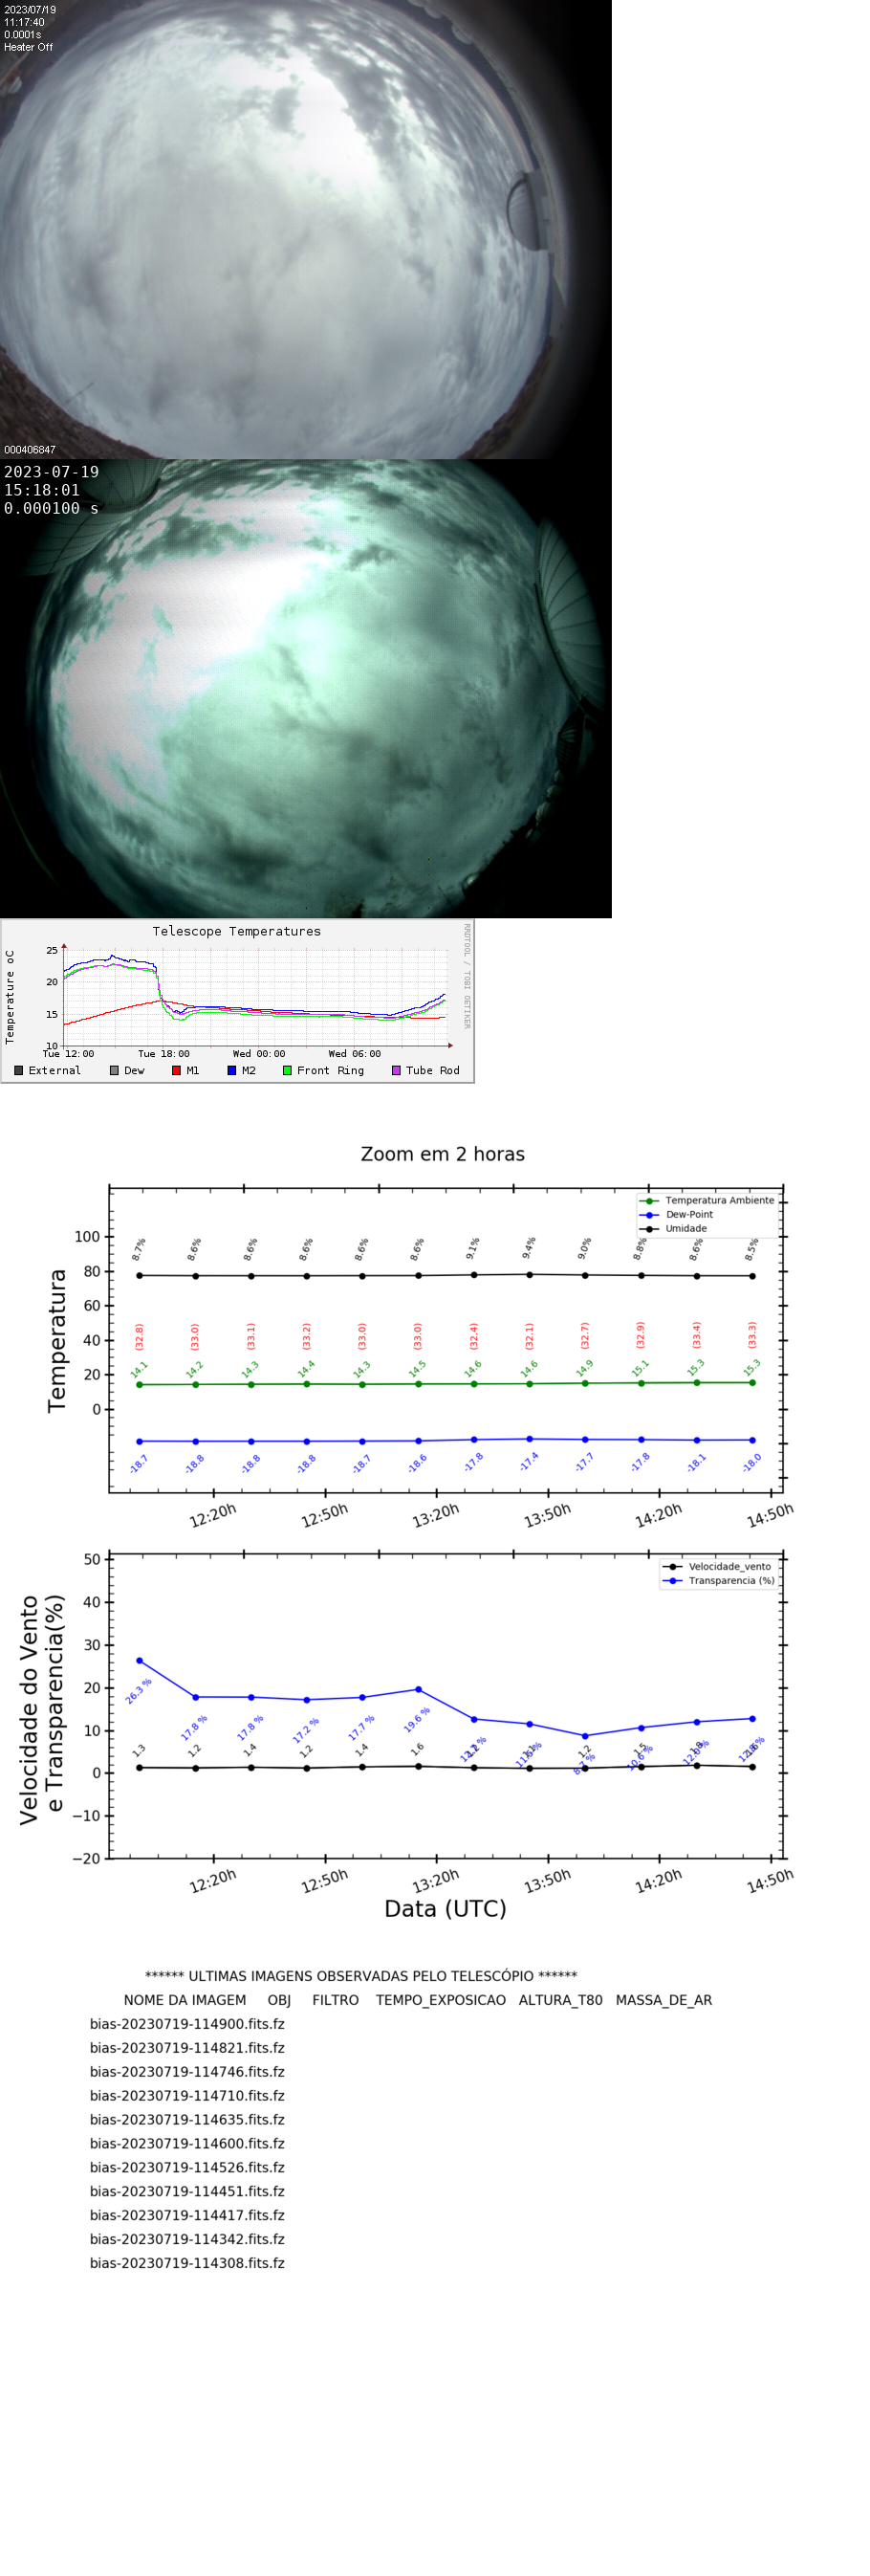 2023/07/19
11:17:40
0.0001s
Heater Off
000406847
2023-07-19
15:18:01
0.000100 s
Telescope Temperatures
RRDTOOL / TOBI OETIKER
Temperature oC
25
20
15
10
Tue 12:00 Tue 18:00 Wed 00:00 Wed 06:00
External Dew M1 M2 Front Ring Tube Rod
Zoom em 2 horas
Temperatura Ambiente
Dew-Point
Umidade
Temperatura
100
80
60
40
20
0
8.7% 8.6% 8.6% 8.6% 8.6% 8.6% 9.1% 9.4% 9.0% 8.8% 8.6% 8.5%
(32.8) (33.0) (33.1) (33.2) (33.0) (33.0) (32.4) (32.1) (32.7) (32.9) (33.4) (33.3)
14.1 14.2 14.3 14.4 14.3 14.5 14.6 14.6 14.9 15.1 15.3 15.3
-18.7 -18.8 -18.8 -18.8 -18.7 -18.6 -17.8 -17.4 -17.7 -17.8 -18.1 -18.0
12:20h 12:50h 13:20h 13:50h 14:20h 14:50h
Velocidade_vento
Transparencia (%)
Velocidade do Vento
e Transparencia(%)
50
40
30
20
10
0
−10
−20
26.3 % 17.8 % 17.8 % 17.2 % 17.7 % 19.6 %
1.3 1.2 1.4 1.2 1.4 1.6 1.2 1.2 1.5
12:20h 12:50h 13:20h 13:50h 14:20h 14:50h
Data (UTC)
****** ULTIMAS IMAGENS OBSERVADAS PELO TELESCÓPIO ******
NOME DA IMAGEM OBJ FILTRO TEMPO_EXPOSICAO ALTURA_T80 MASSA_DE_AR
bias-20230719-114900.fits.fz
bias-20230719-114821.fits.fz
bias-20230719-114746.fits.fz
bias-20230719-114710.fits.fz
bias-20230719-114635.fits.fz
bias-20230719-114600.fits.fz
bias-20230719-114526.fits.fz
bias-20230719-114451.fits.fz
bias-20230719-114417.fits.fz
bias-20230719-114342.fits.fz
bias-20230719-114308.fits.fz